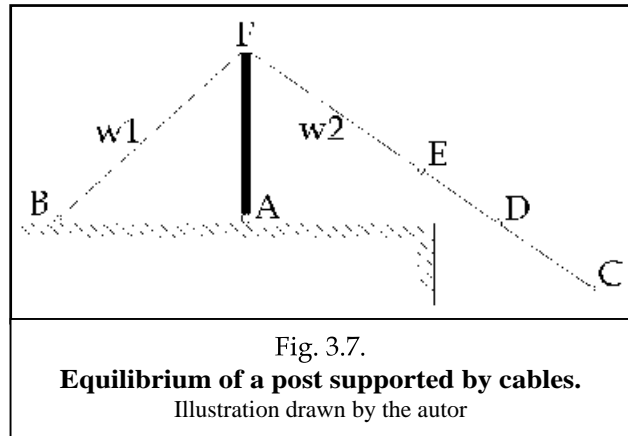 F
w1
w2
E
B
A
D
C
Fig. 3.7.
Equilibrium of a post supported by cables.
Illustration drawn by the autor